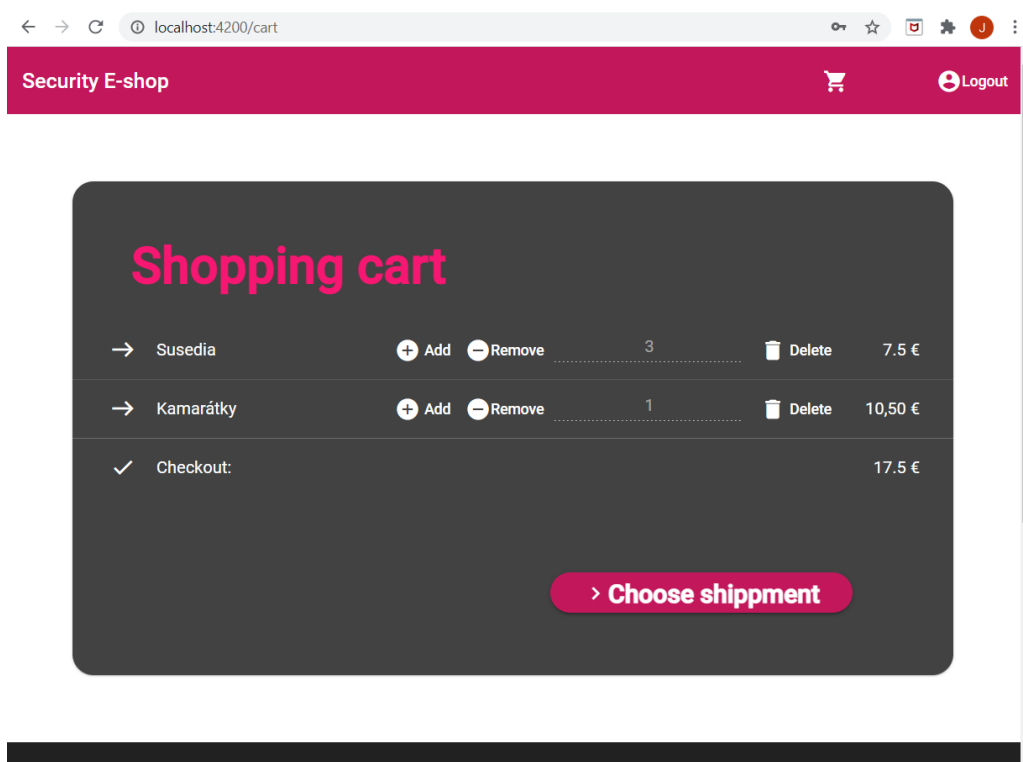 localhost:4200/cart
J
Security E-shop
Logout
Shopping cart
Susedia Add Remove 3 Delete 7.5 €
Kamarátky Add Remove 1 Delete 10,50 €
Checkout: 17.5 €
Choose shippment